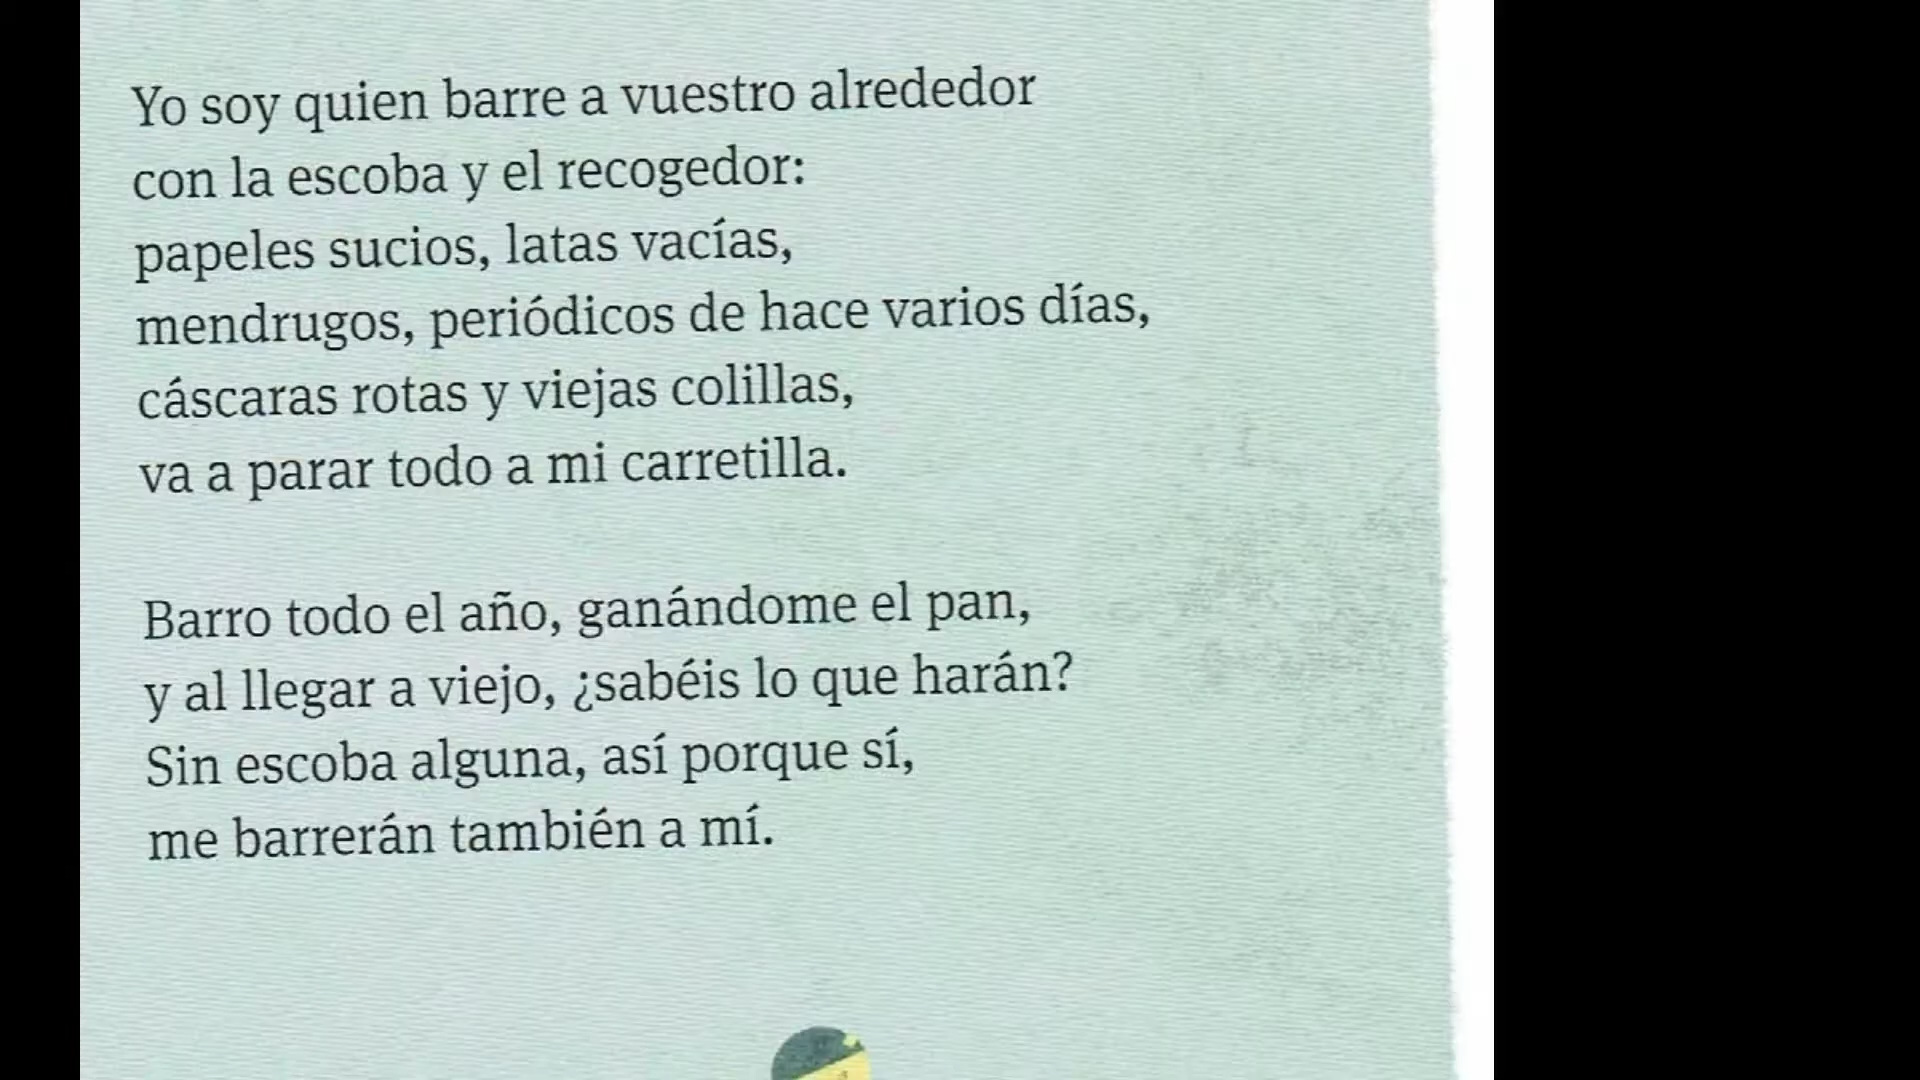 Yo soy quien barre a vuestro alrededor
con la escoba y el recogedor:
papeles sucios, latas vacías,
mendrugos, periódicos de hace varios días,
cáscaras rotas y viejas colillas,
va a parar todo a mi carretilla.
Barro todo el año, ganándome el pan,
y al llegar a viejo, ¿sabéis lo que harán?
Sin escoba alguna, así porque sí,
me barrerán también a mí.